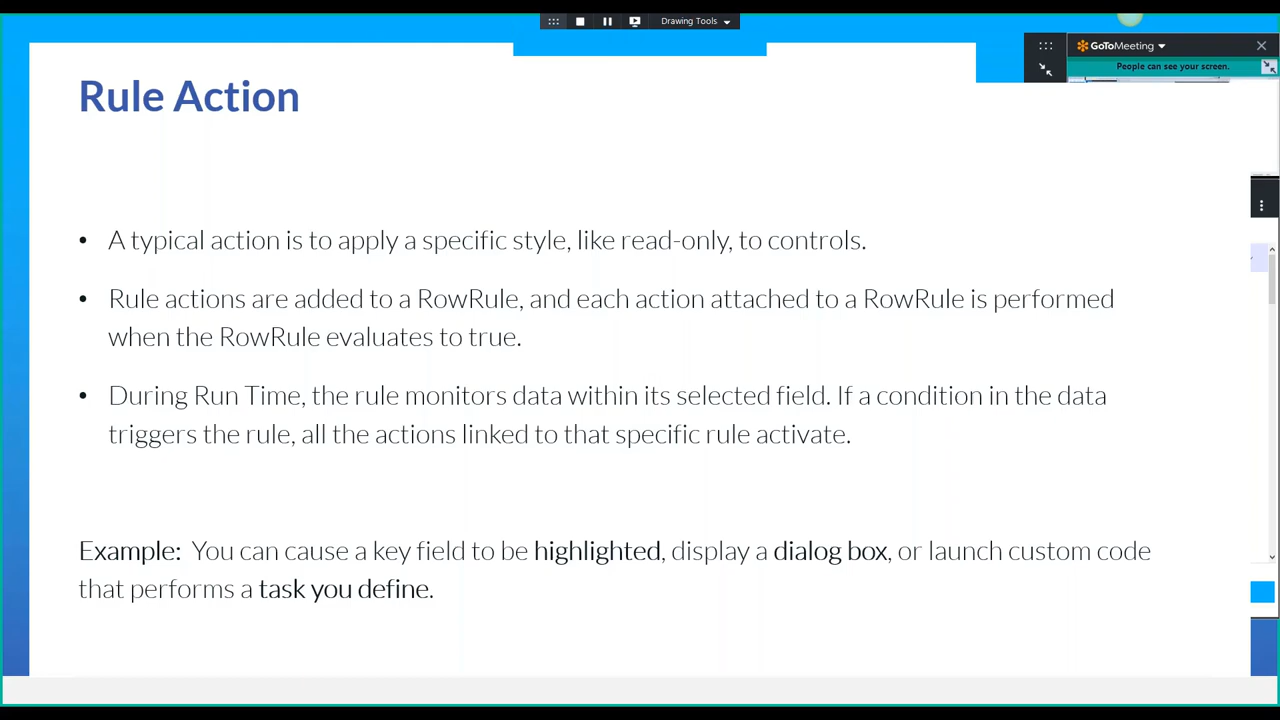 Drawing Tools
GoToMeeting
People can see your screen.
Rule Action
• A typical action is to apply a specific style, like read-only, to controls.
• Rule actions are added to a RowRule, and each action attached to a RowRule is performed
when the RowRule evaluates to true.
• During Run Time, the rule monitors data within its selected field. If a condition in the data
triggers the rule, all the actions linked to that specific rule activate.
Example: You can cause a key field to be highlighted, display a dialog box, or launch custom code
that performs a task you define.